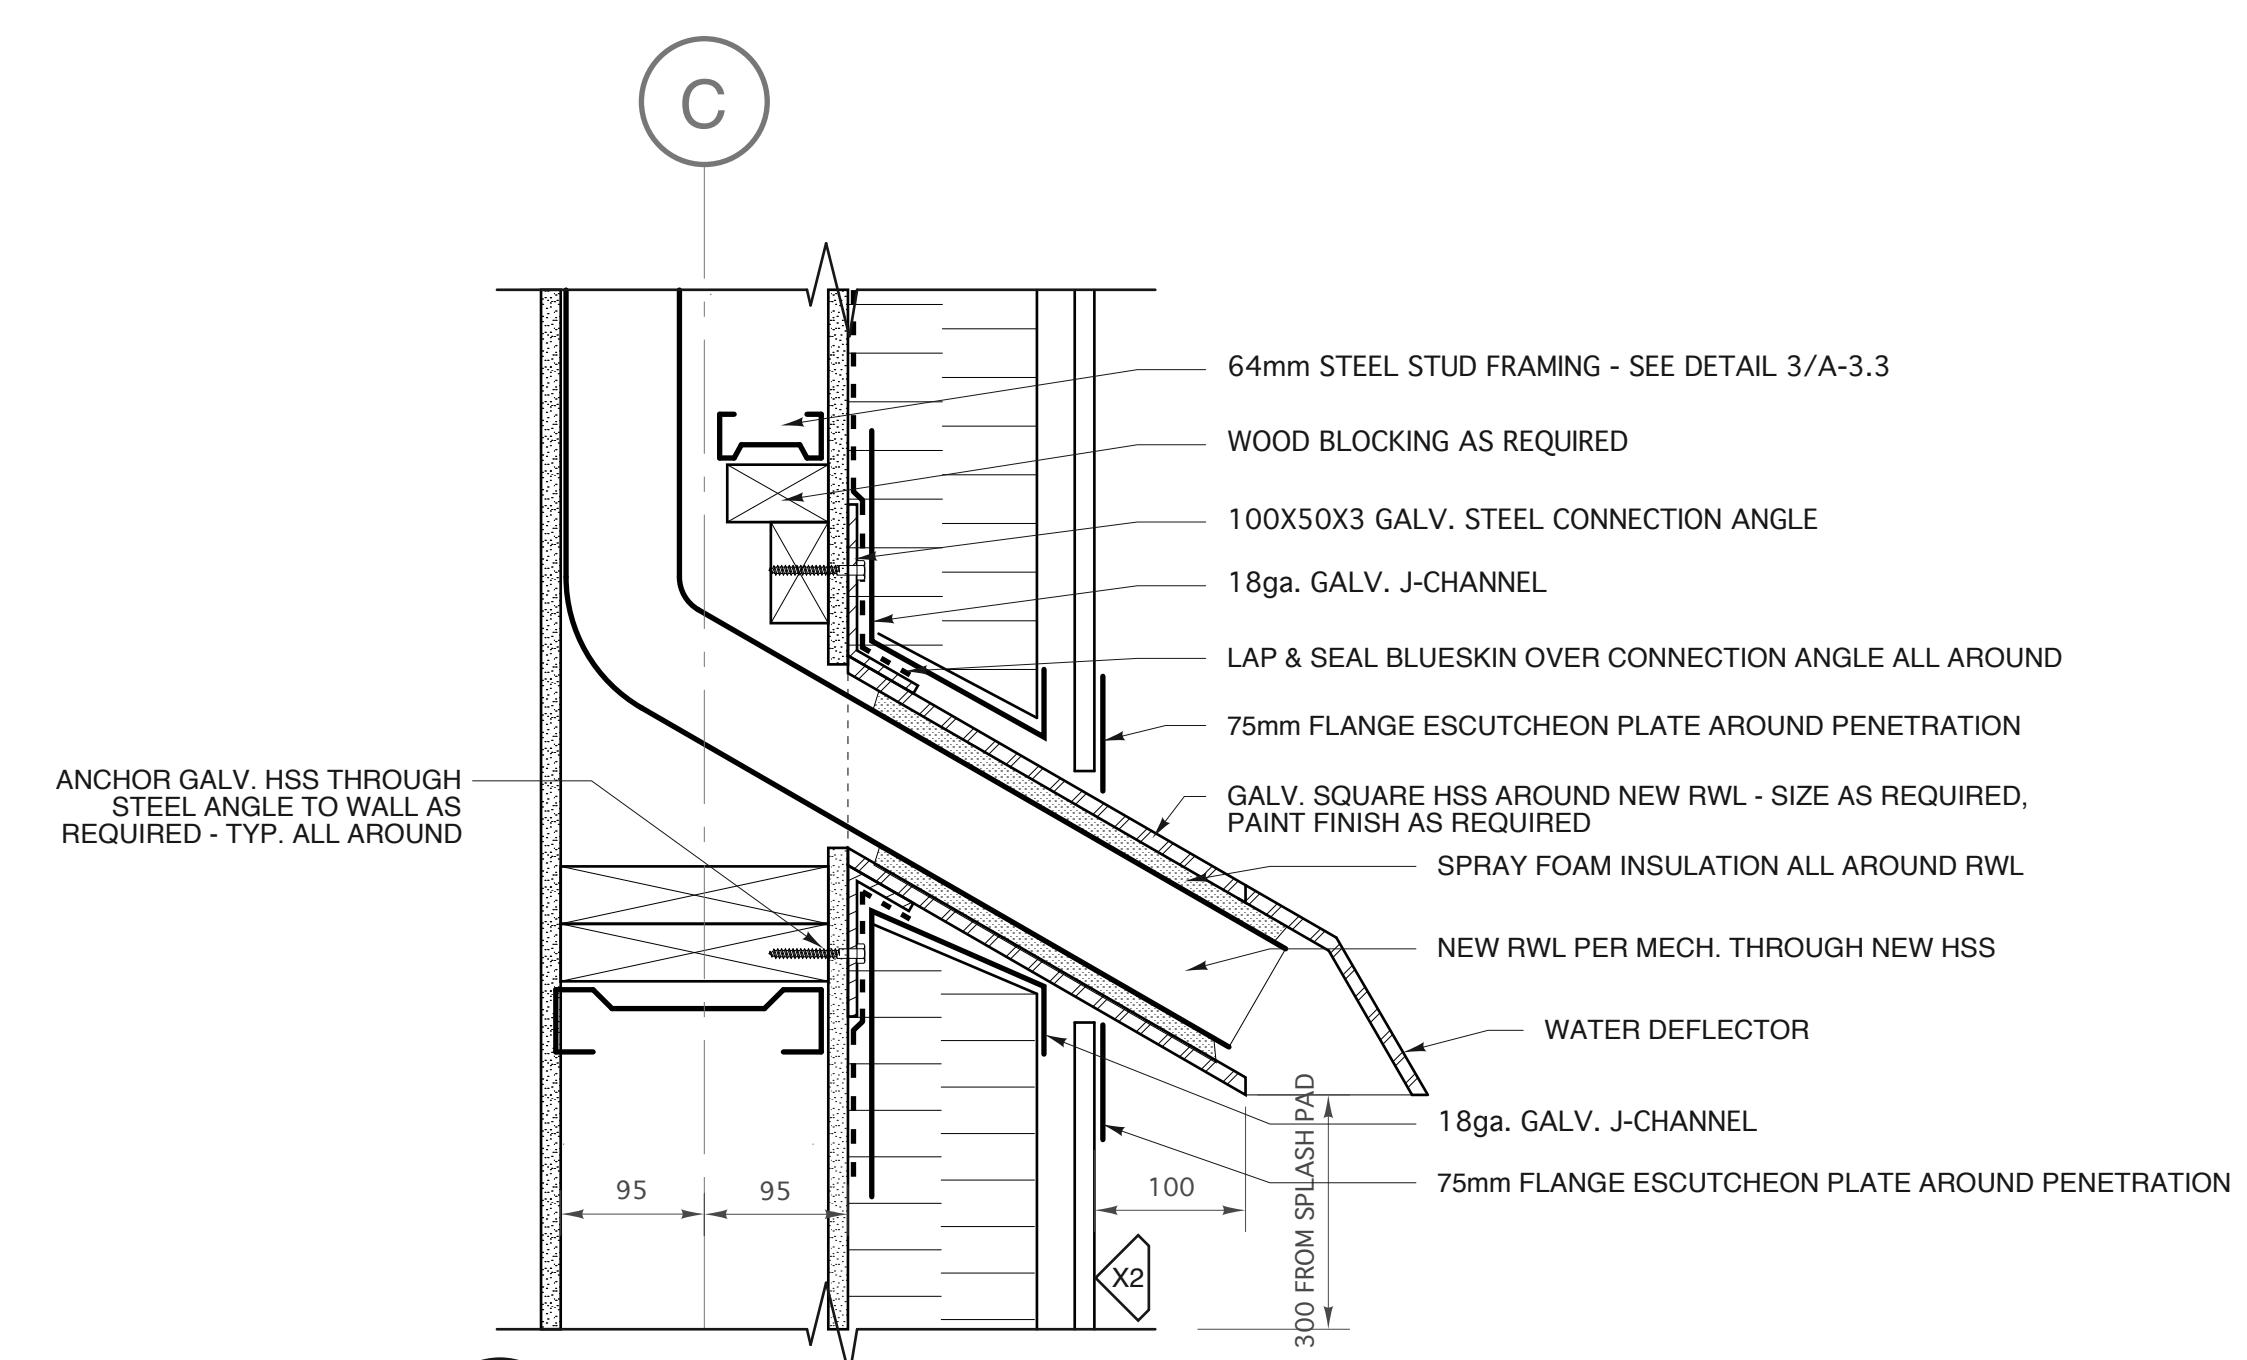 C
64mm STEEL STUD FRAMING - SEE DETAIL 3/A-3.3
WOOD BLOCKING AS REQUIRED
100X50X3 GALV. STEEL CONNECTION ANGLE
18ga. GALV. J-CHANNEL
LAP & SEAL BLUESKIN OVER CONNECTION ANGLE ALL AROUND
75mm FLANGE ESCUTCHEON PLATE AROUND PENETRATION
ANCHOR GALV. HSS THROUGH
STEEL ANGLE TO WALL AS
REQUIRED - TYP. ALL AROUND
GALV. SQUARE HSS AROUND NEW RWL - SIZE AS REQUIRED,
PAINT FINISH AS REQUIRED
SPRAY FOAM INSULATION ALL AROUND RWL
NEW RWL PER MECH. THROUGH NEW HSS
WATER DEFLECTOR
18ga. GALV. J-CHANNEL
75mm FLANGE ESCUTCHEON PLATE AROUND PENETRATION
95
95
100
300 FROM SPLASH PAD
X2